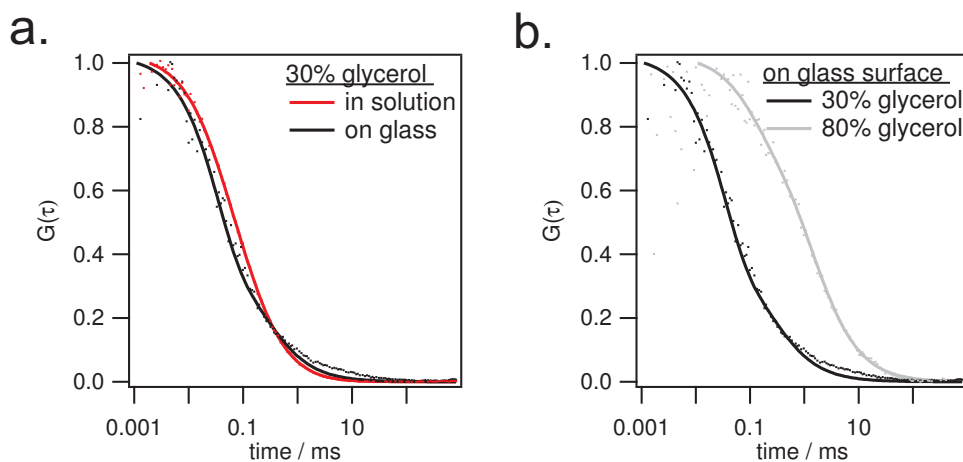 a.
1.0
0.8
0.6
0.4
0.2
0.0
G(τ)
30% glycerol
in solution
on glass
0.001
0.1
10
time / ms
b.
1.0
0.8
0.6
0.4
0.2
0.0
G(τ)
on glass surface
30% glycerol
80% glycerol
0.001
0.1
10
time / ms